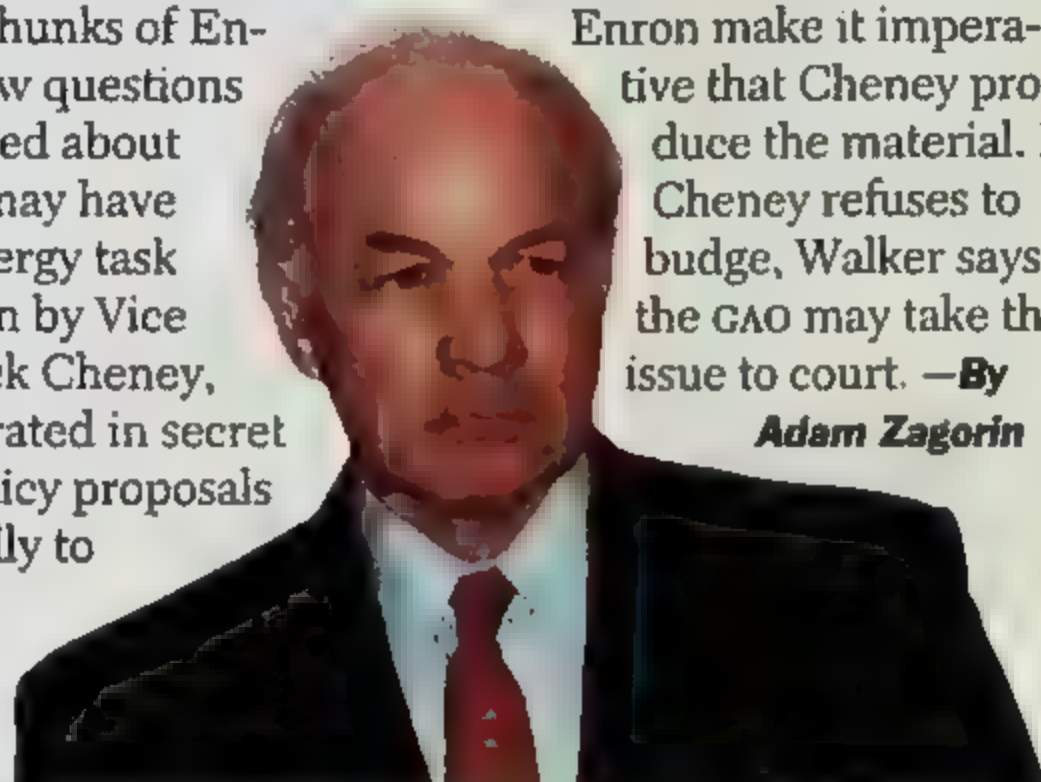 hunks of En-
w questions
ed about
may have
ergy task
n by Vice
ck Cheney,
rated in secret
icy proposals
lly to
Enron make it impera-
tive that Cheney pro
duce the material.
Cheney refuses to
budge, Walker says
the GAO may take th
issue to court. —By
Adam Zagorin